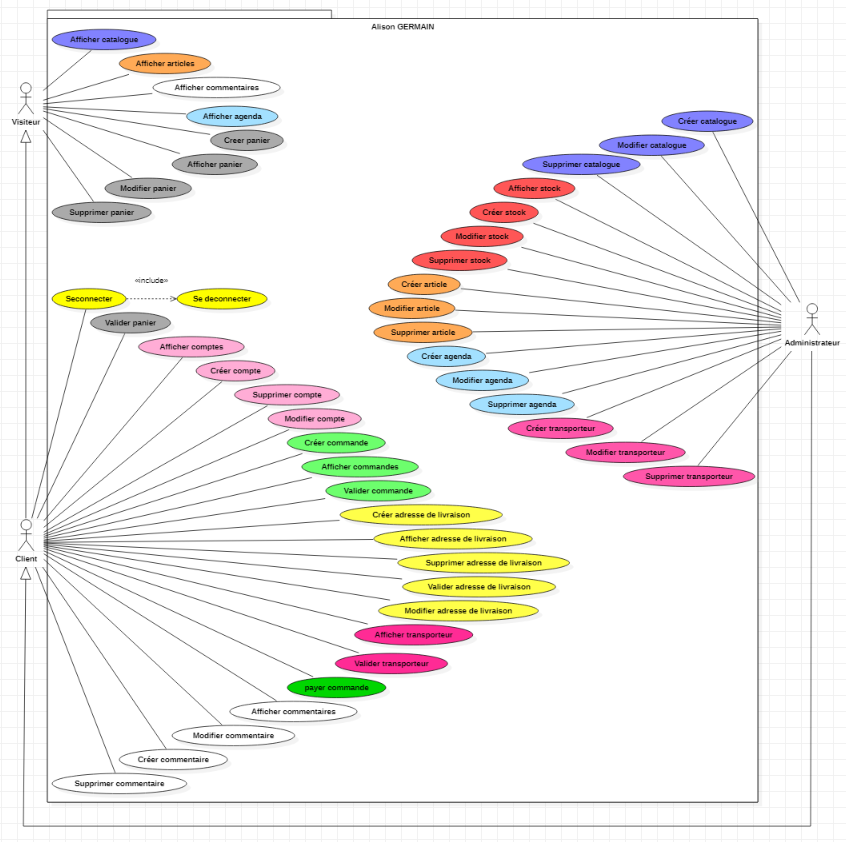 Alison GERMAIN
Afficher catalogue
Afficher articles
Afficher commentaires
Visiteur
Afficher agenda
Creer panier
Afficher panier
Modifier panier
Supprimer panier
Créer catalogue
Modifier catalogue
Supprimer catalogue
Afficher stock
Créer stock
Modifier stock
Supprimer stock
Créer article
Modifier article
Supprimer article
Créer agenda
Modifier agenda
Supprimer agenda
Créer transporteur
Modifier transporteur
Supprimer transporteur
Administrateur
«include»
Seconnecter
Se deconnecter
Valider panier
Afficher comptes
Créer compte
Supprimer compte
Modifier compte
Créer commande
Afficher commandes
Valider commande
Créer adresse de livraison
Afficher adresse de livraison
Client
Supprimer adresse de livraison
Valider adresse de livraison
Modifier adresse de livraison
Afficher transporteur
Valider transporteur
payer commande
Afficher commentaires
Modifier commentaire
Créer commentaire
Supprimer commentaire